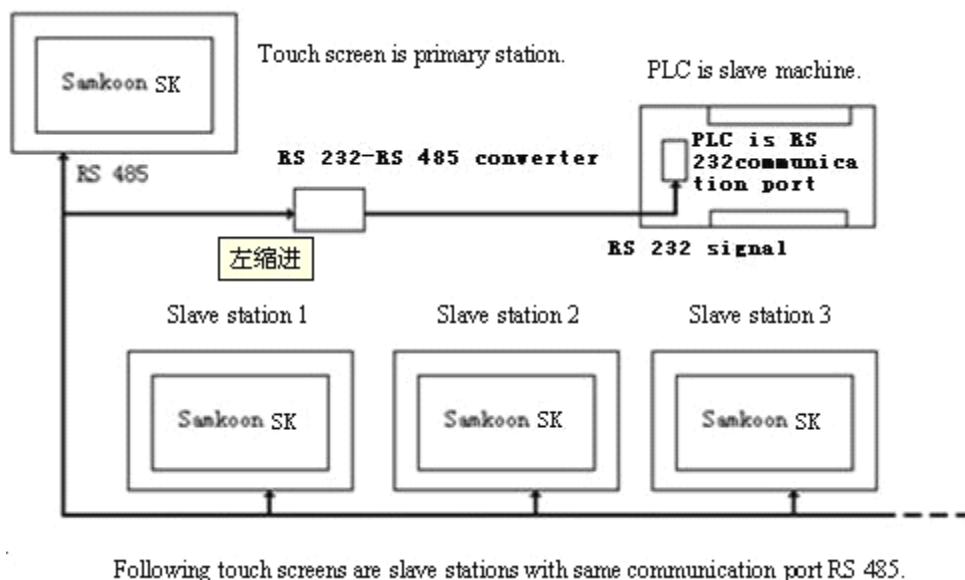 Touch screen is primary station.
Samkoon SK
PLC is slave machine.
RS 485
RS 232-RS 485 converter
PLC is RS
232communica
tion port
左缩进
RS 232 signal
Slave station 1
Slave station 2
Slave station 3
Samkoon SK
Samkoon SK
Samkoon SK
Following touch screens are slave stations with same communication port RS 485.